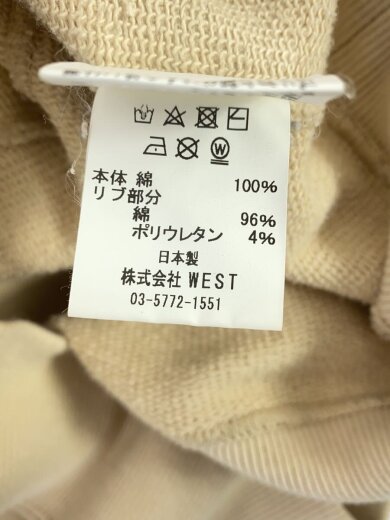 本体 綿 100%
リブ部分
綿 96%
ポリウレタン 4%
日本製
株式会社 WEST
03-5772-1551